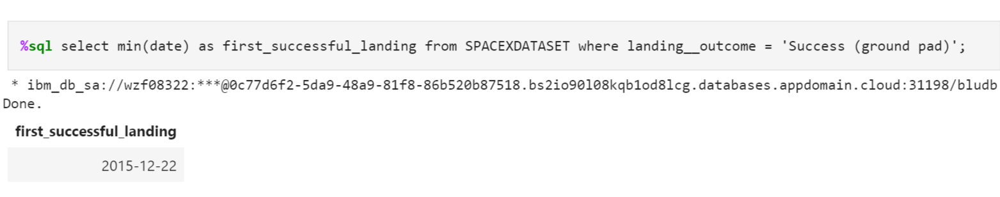 %sql select min(date) as first_successful_landing from SPACEXDATASET where landing__outcome = 'Success (ground pad)';
* ibm_db_sa://wzf08322:***@0c77d6f2-5da9-48a9-81f8-86b520b87518.bs2io90l08kqb1od8lcg.databases.appdomain.cloud:31198/bludb
Done.
first_successful_landing
2015-12-22